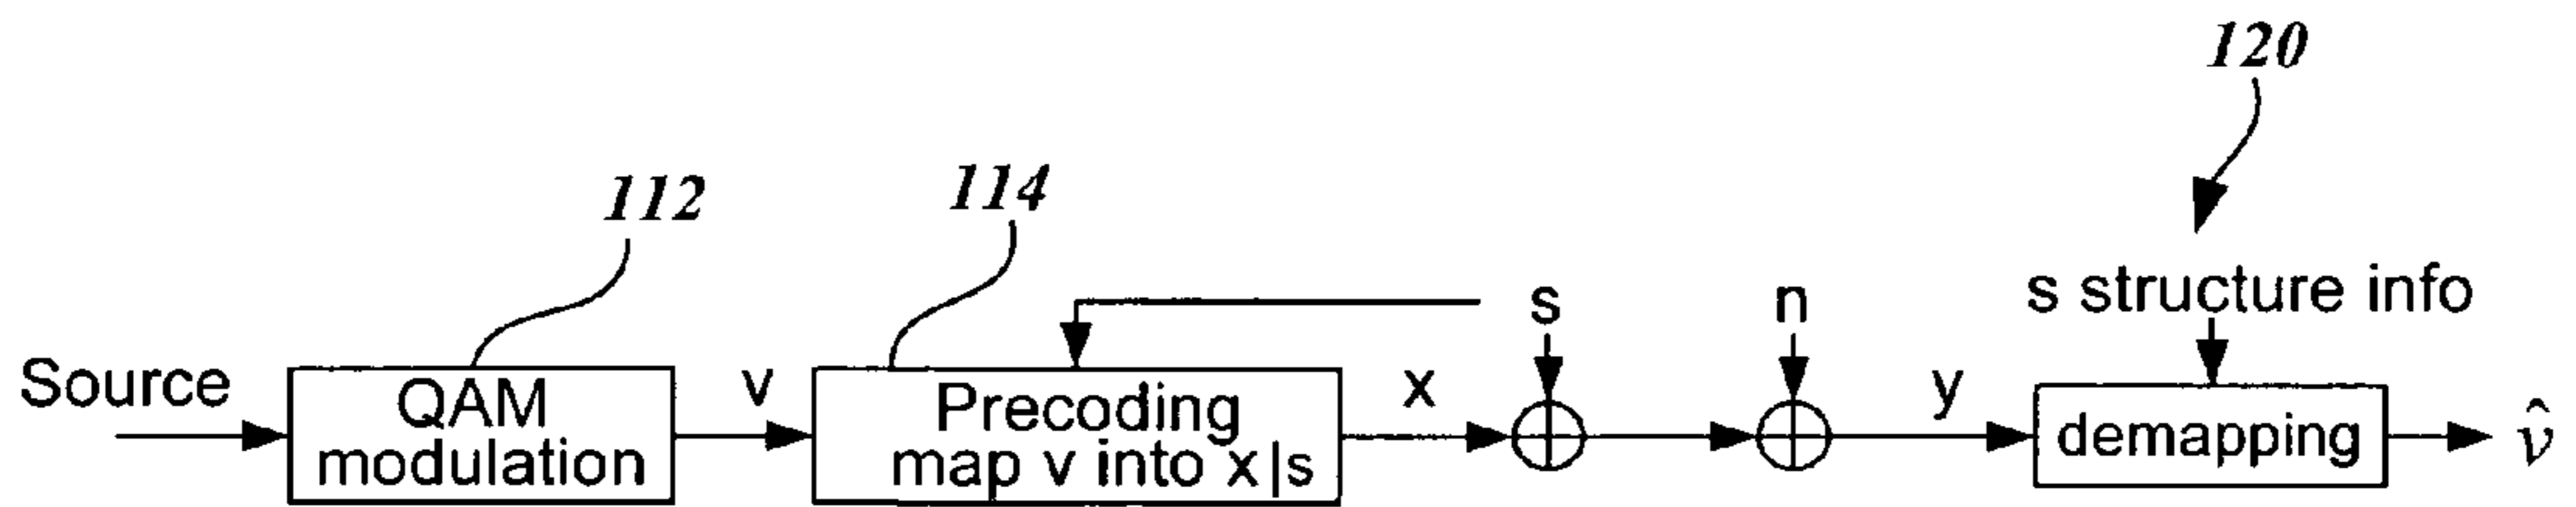 120
112
114
s structure info
s
n
Source
QAM
modulation
v
Precoding
map v into x|s
x
y
demapping
v̂